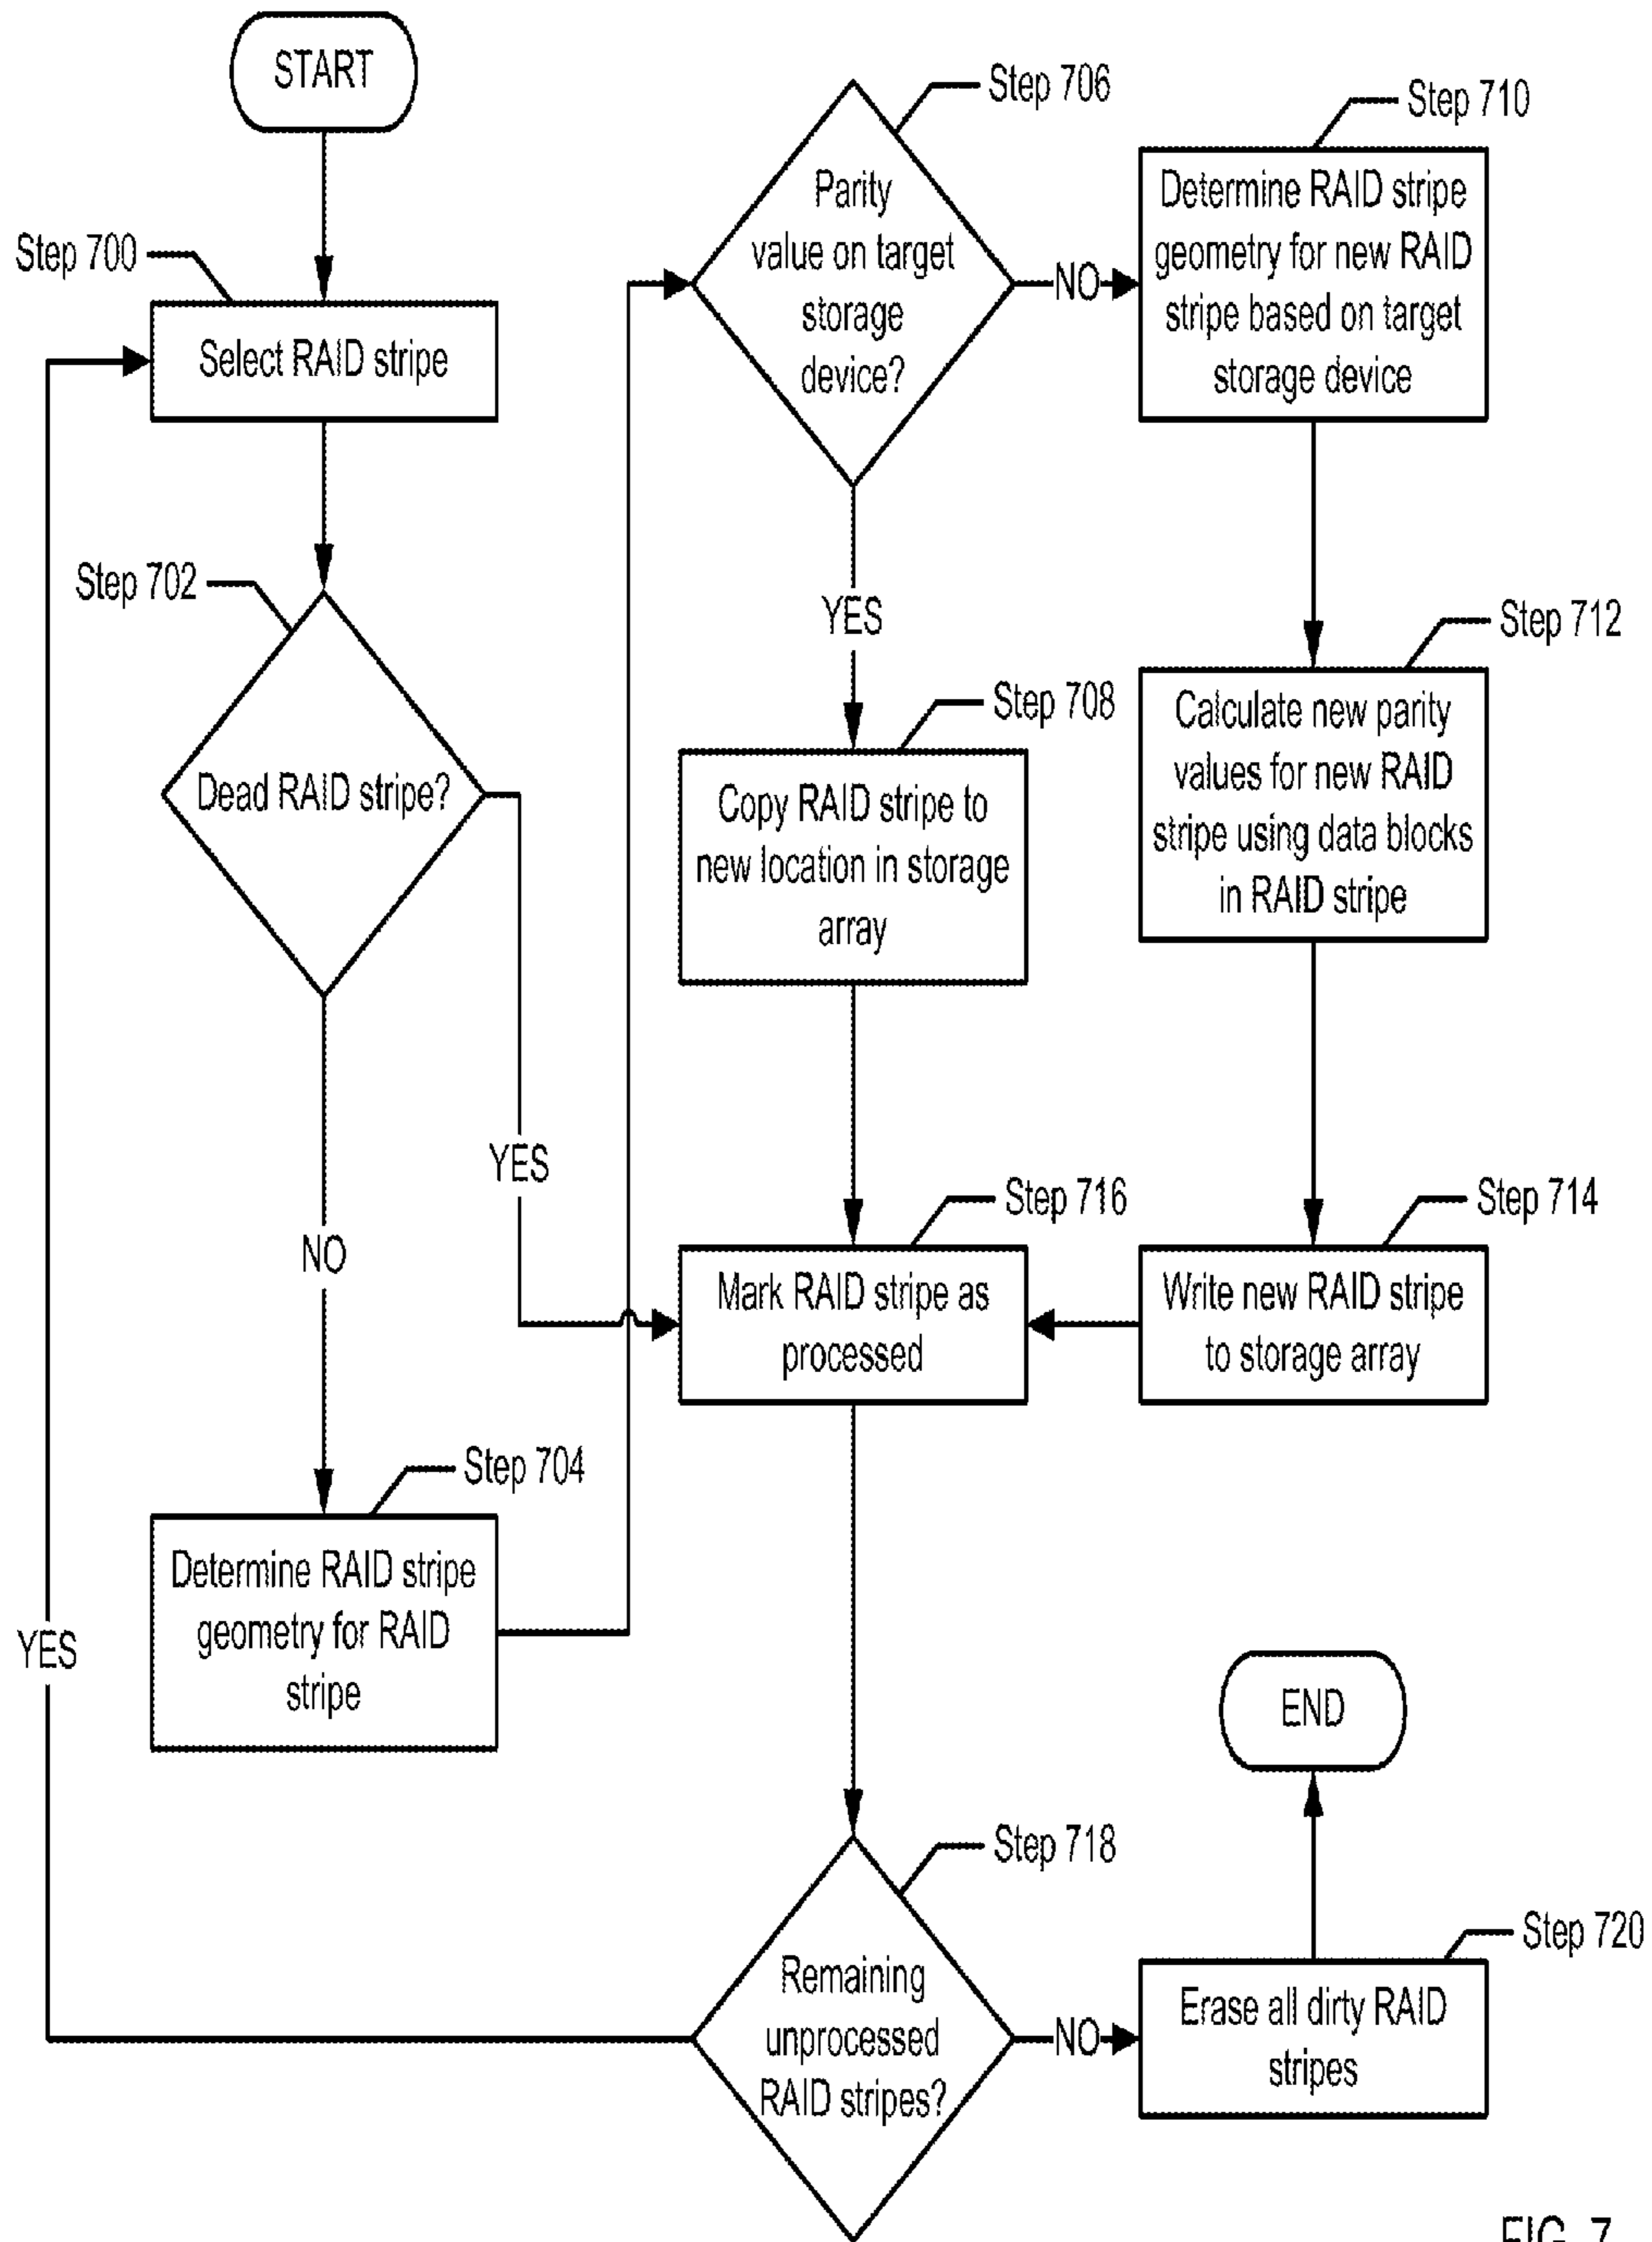 START
Step 700
Select RAID stripe
Step 702
Dead RAID stripe?
YES
NO
Step 704
Determine RAID stripe
geometry for RAID
stripe
Step 706
Parity
value on target
storage
device?
NO
YES
Step 708
Copy RAID stripe to
new location in storage
array
Step 710
Determine RAID stripe
geometry for new RAID
stripe based on target
storage device
Step 712
Calculate new parity
values for new RAID
stripe using data blocks
in RAID stripe
Step 714
Write new RAID stripe
to storage array
Step 716
Mark RAID stripe as
processed
Step 718
Remaining
unprocessed
RAID stripes?
YES
NO
Step 720
Erase all dirty RAID
stripes
END
FIG. 7